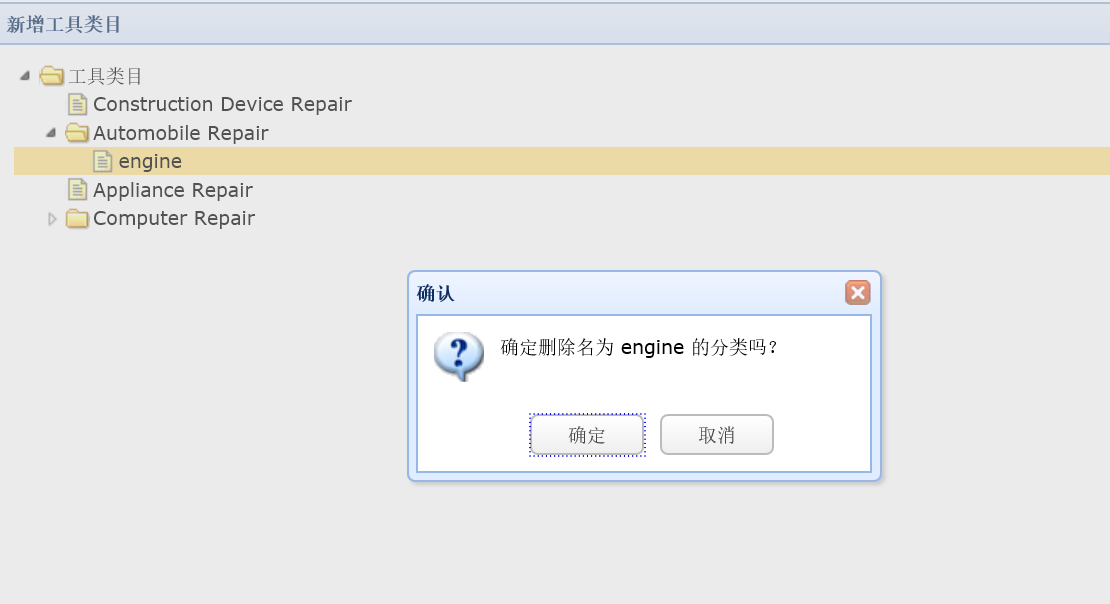 新增工具类目
工具类目
Construction Device Repair
Automobile Repair
engine
Appliance Repair
Computer Repair
确认
确定删除名为 engine 的分类吗?
确定
取消